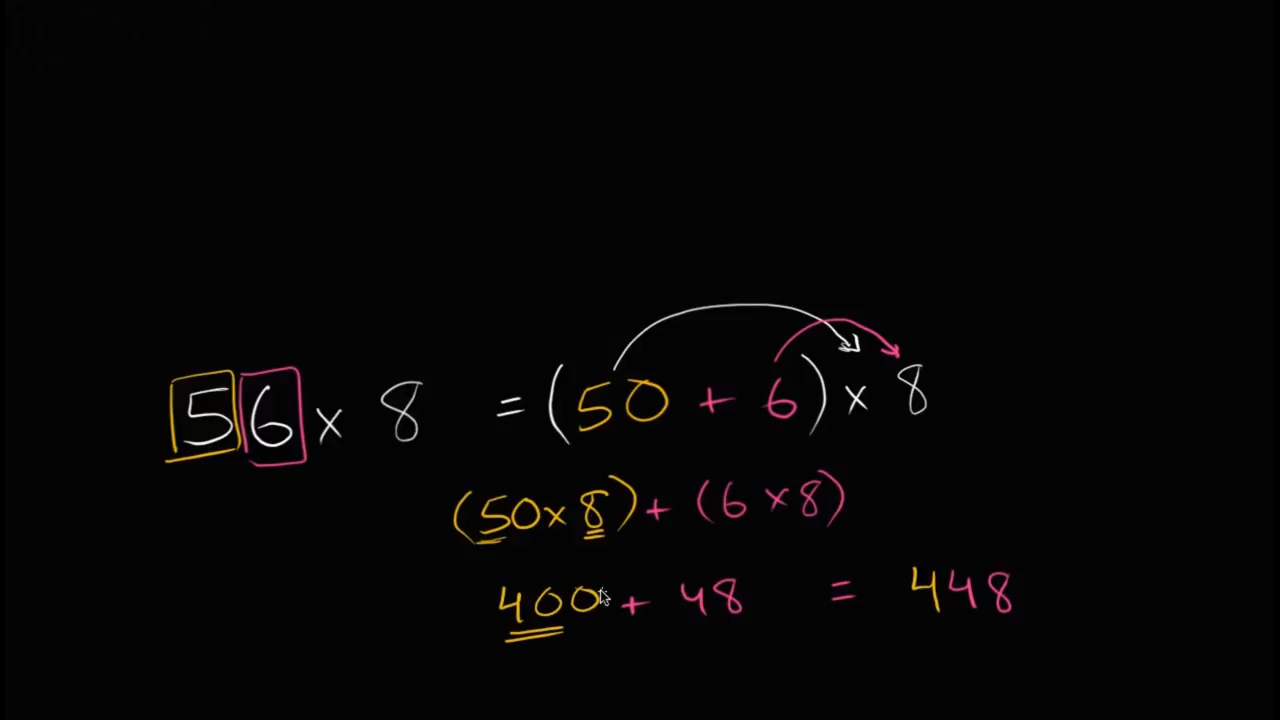 56 × 8 = (50 + 6) × 8
(50 × 8) + (6 × 8)
400 + 48 = 448